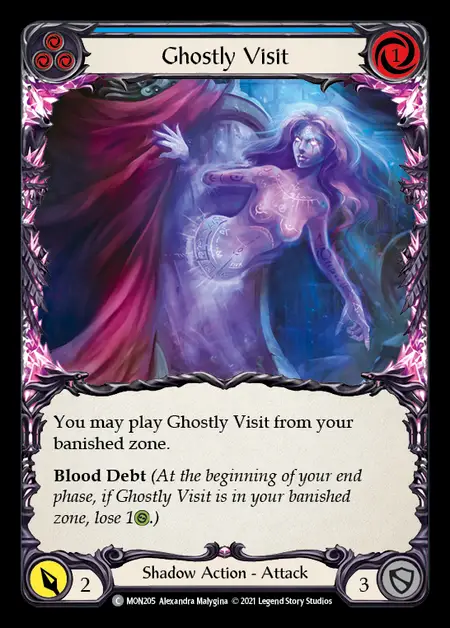 Ghostly Visit
1
You may play Ghostly Visit from your
banished zone.
Blood Debt (At the beginning of your end
phase, if Ghostly Visit is in your banished
zone, lose 1.)
2
Shadow Action - Attack
3
C MON205 Alexandra Malygina © 2021 Legend Story Studios